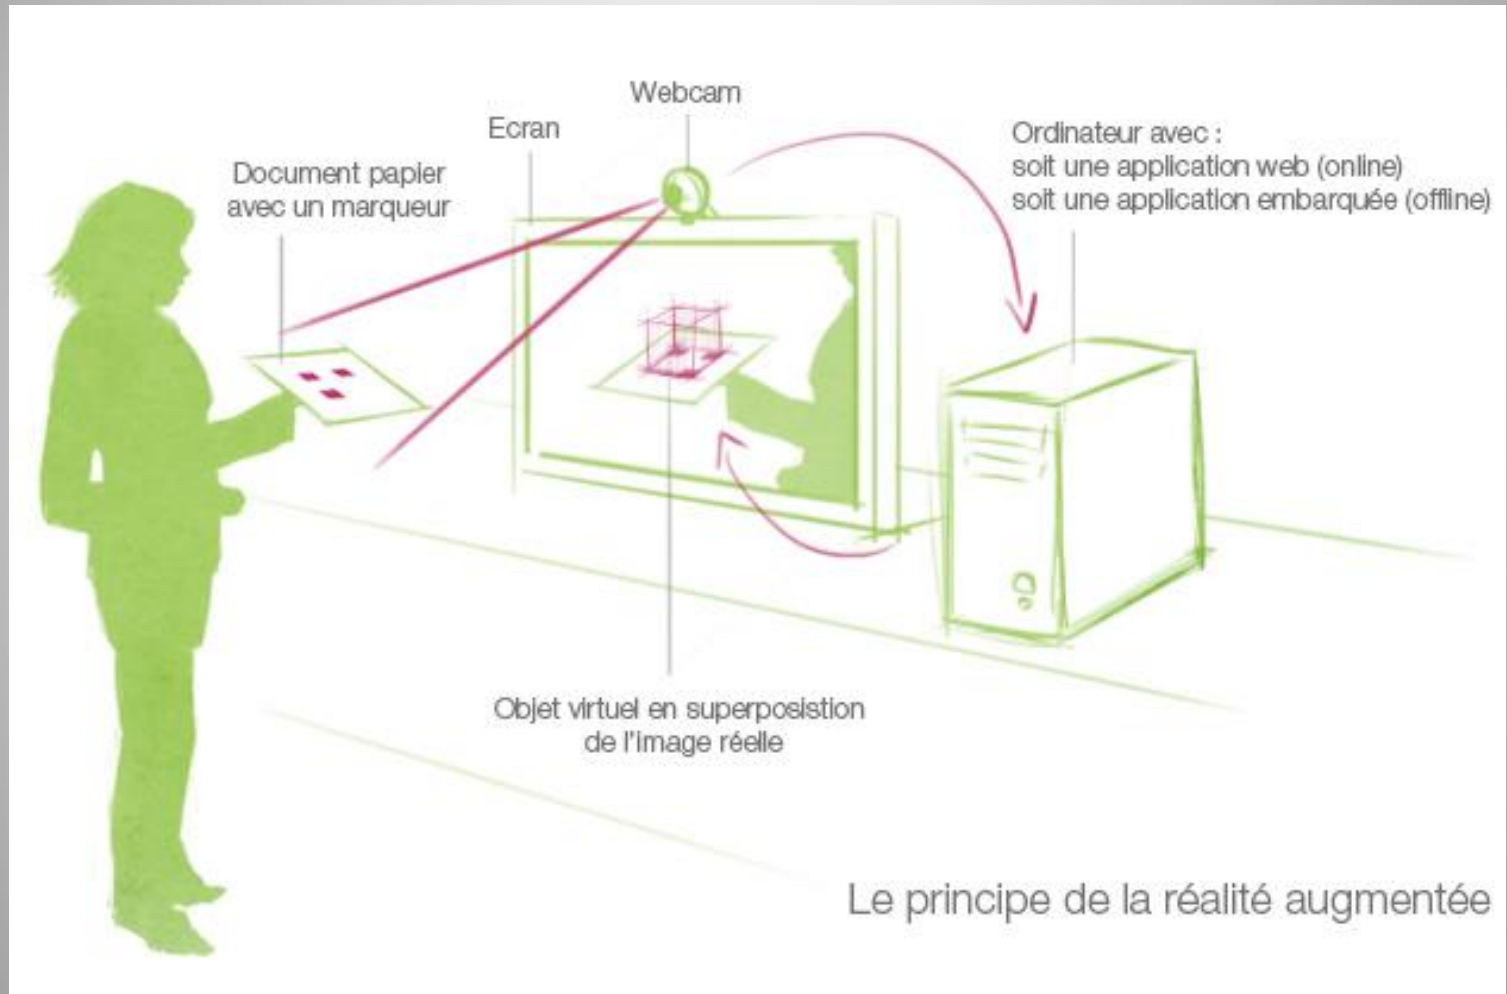 Webcam
Ecran
Document papier
avec un marqueur
Ordinateur avec :
soit une application web (online)
soit une application embarquée (offline)
Objet virtuel en superposistion
de l'image réelle
Le principe de la réalité augmentée